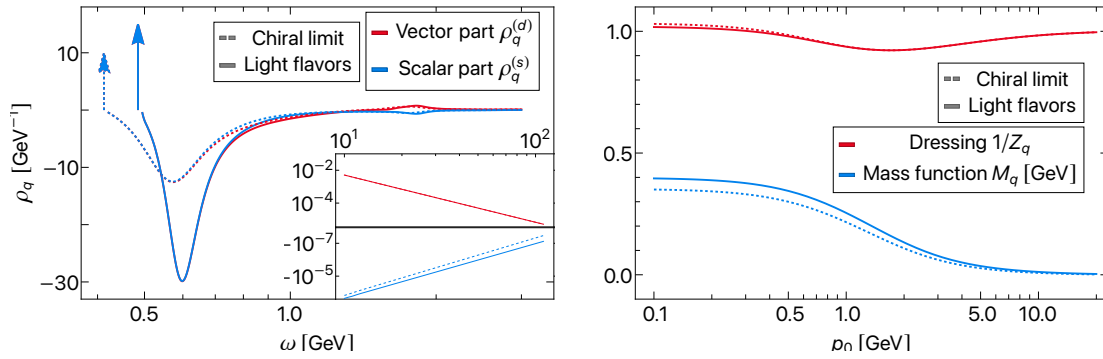 10
0
−10
−30
ρq [GeV⁻¹]
Chiral limit
Light flavors
Vector part ρq^(d)
Scalar part ρq^(s)
10¹
10²
10⁻²
10⁻⁴
-10⁻⁷
-10⁻⁵
0.5
1.0
ω [GeV]
1.0
0.5
0.0
Chiral limit
Light flavors
Dressing 1/Zq
Mass function Mq [GeV]
0.1
0.5
1.0
5.0
10.0
p0 [GeV]